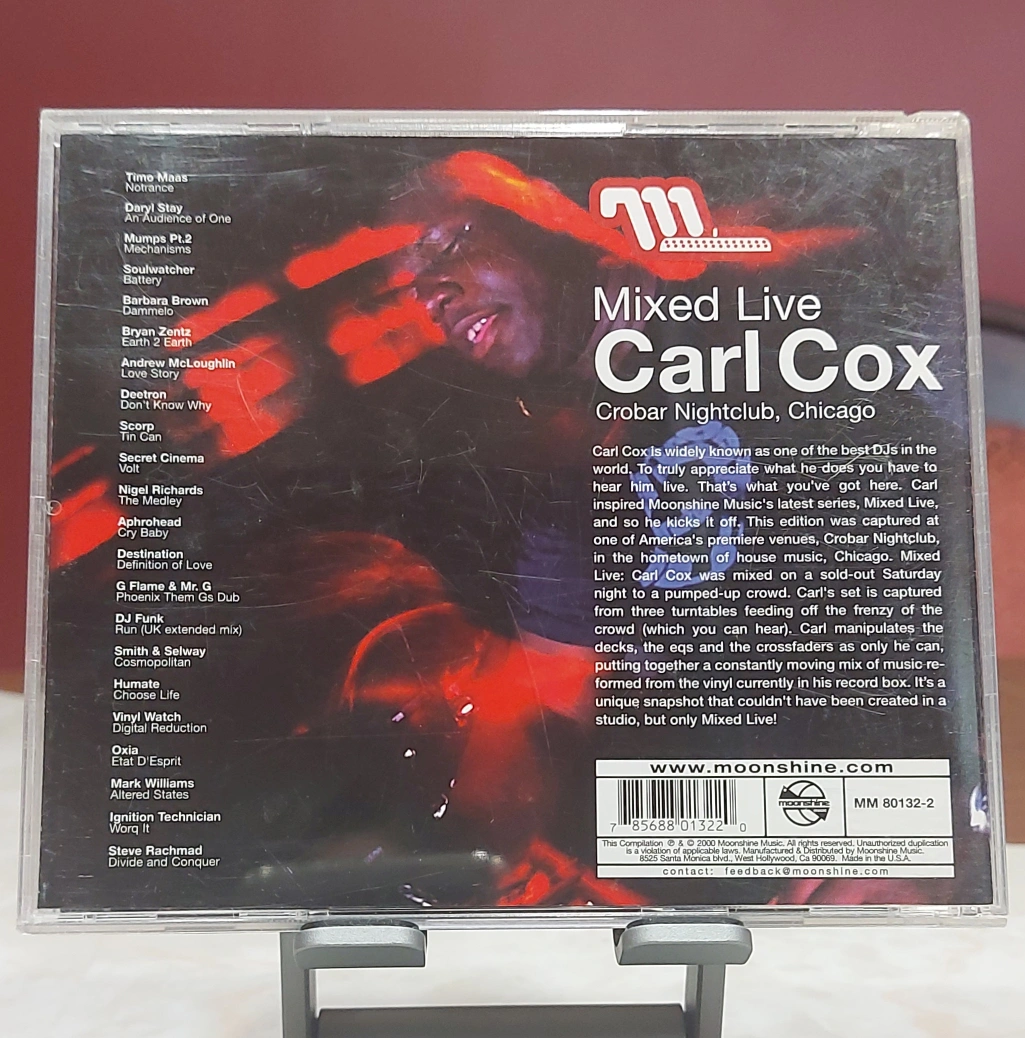 Timo Maas
Notrance
Daryl Stay
An Audience of One
Mumps Pt.2
Mechanisms
Soulwatcher
Battery
Barbara Brown
Dammelo
Bryan Zentz
Earth 2 Earth
Andrew McLoughlin
Love Story
Deetron
Don't Know Why
Scorp
Tin Can
Secret Cinema
Volt
Nigel Richards
The Medley
Aphrohead
Cry Baby
Destination
Definition of Love
G Flame & Mr. G
Phoenix Them Gs Dub
DJ Funk
Run (UK extended mix)
Smith & Selway
Cosmopolitan
Humate
Choose Life
Vinyl Watch
Digital Reduction
Oxia
Etat D'Esprit
Mark Williams
Altered States
Ignition Technician
Worq It
Steve Rachmad
Divide and Conquer
Mixed Live
Carl Cox
Crobar Nightclub, Chicago
Carl Cox is widely known as one of the best DJs in the
world. To truly appreciate what he does you have to
hear him live. That's what you've got here. Carl
inspired Moonshine Music's latest series, Mixed Live,
and so he kicks it off. This edition was captured at
one of America's premiere venues, Crobar Nightclub,
in the hometown of house music, Chicago. Mixed
Live: Carl Cox was mixed on a sold-out Saturday
night to a pumped-up crowd. Carl's set is captured
from three turntables feeding off the frenzy of the
crowd (which you can hear). Carl manipulates the
decks, the eqs and the crossfaders as only he can,
putting together a constantly moving mix of music re-
formed from the vinyl currently in his record box. It's a
unique snapshot that couldn't have been created in a
studio, but only Mixed Live!
www.moonshine.com
7 85688 01322 0
moonshine
MM 80132-2
This Compilation ℗ & © 2000 Moonshine Music. All rights reserved. Unauthorized duplication
is a violation of applicable laws. Manufactured & Distributed by Moonshine Music.
8525 Santa Monica blvd., West Hollywood, Ca 90069. Made in the U.S.A.
contact: feedback@moonshine.com